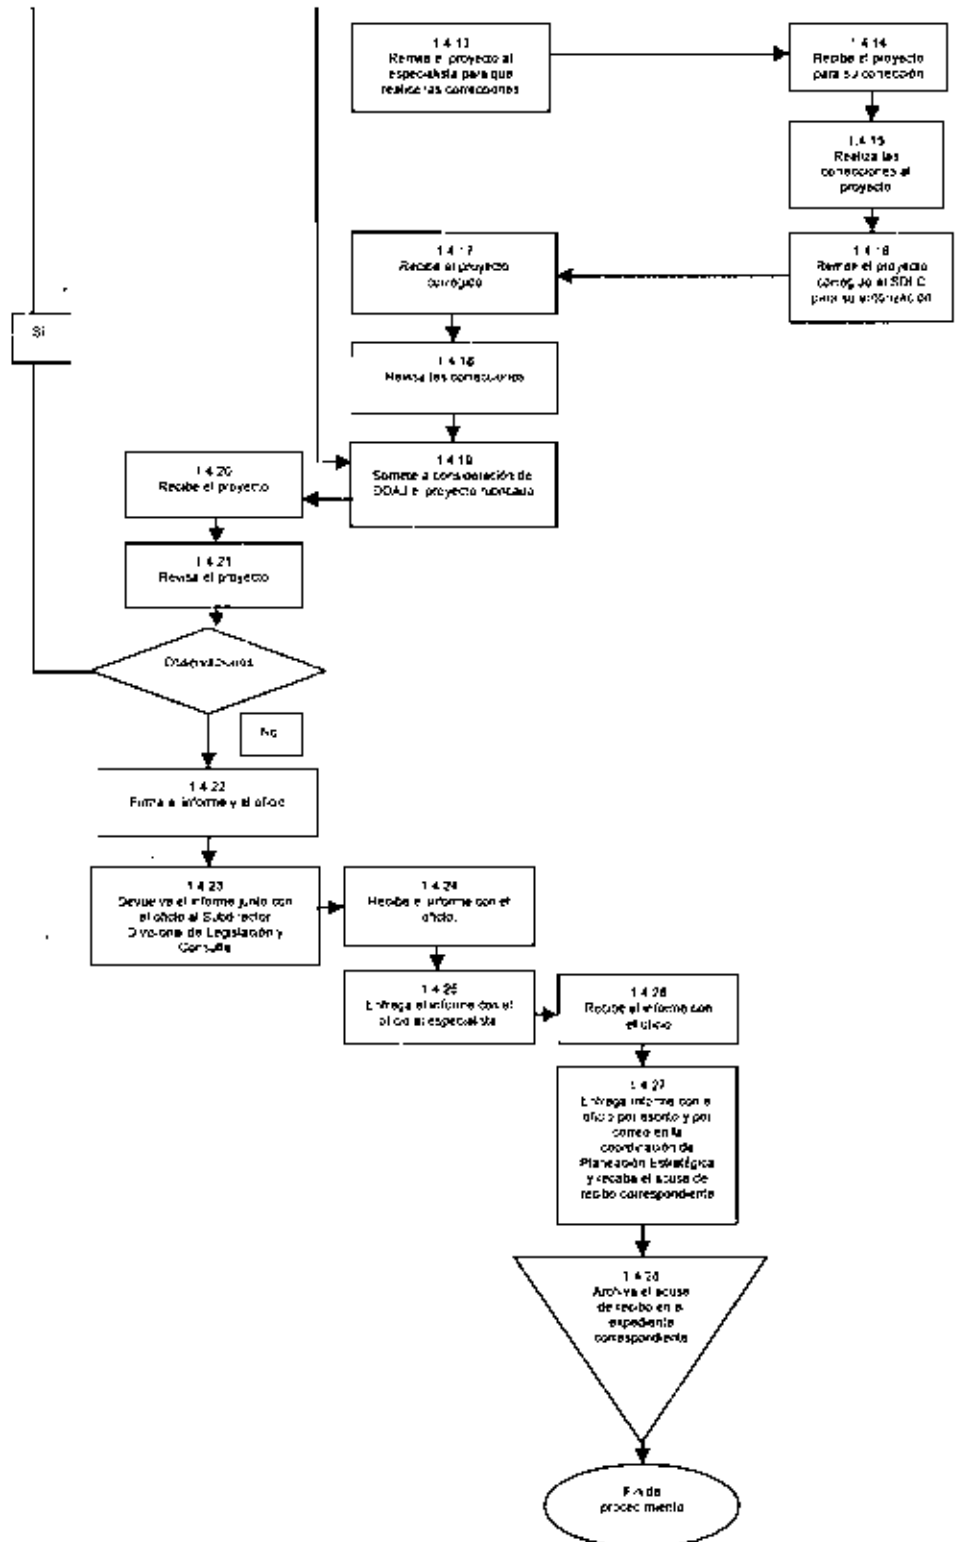 1.4.13
Remite el proyecto al
especialista para que
realice las correcciones
1.4.14
Recibe el proyecto
para su corrección
1.4.15
Realiza las
correcciones al
proyecto
1.4.16
Remite el proyecto
corregido al SDLC
para su autorización
1.4.17
Recibe el proyecto
corregido
1.4.18
Revisa las correcciones
1.4.19
Somete a consideración de
DDAJ el proyecto rubricado
1.4.20
Recibe el proyecto
1.4.21
Revisa el proyecto
Observaciones
Si
No
1.4.22
Firma el informe y el oficio
1.4.23
Devuelve el informe junto con
el oficio al Subdirector
Divisional de Legislación y
Consulta
1.4.24
Recibe el informe con el
oficio.
1.4.25
Entrega el informe con el
oficio al especialista
1.4.26
Recibe el informe con
el oficio
1.4.27
Entrega informe con el
oficio por escrito y por
correo en la
coordinación de
Planeación Estratégica
y recaba el acuse de
recibo correspondiente
1.4.28
Archiva el acuse
de recibo en el
expediente
correspondiente
Fin de
procedimiento